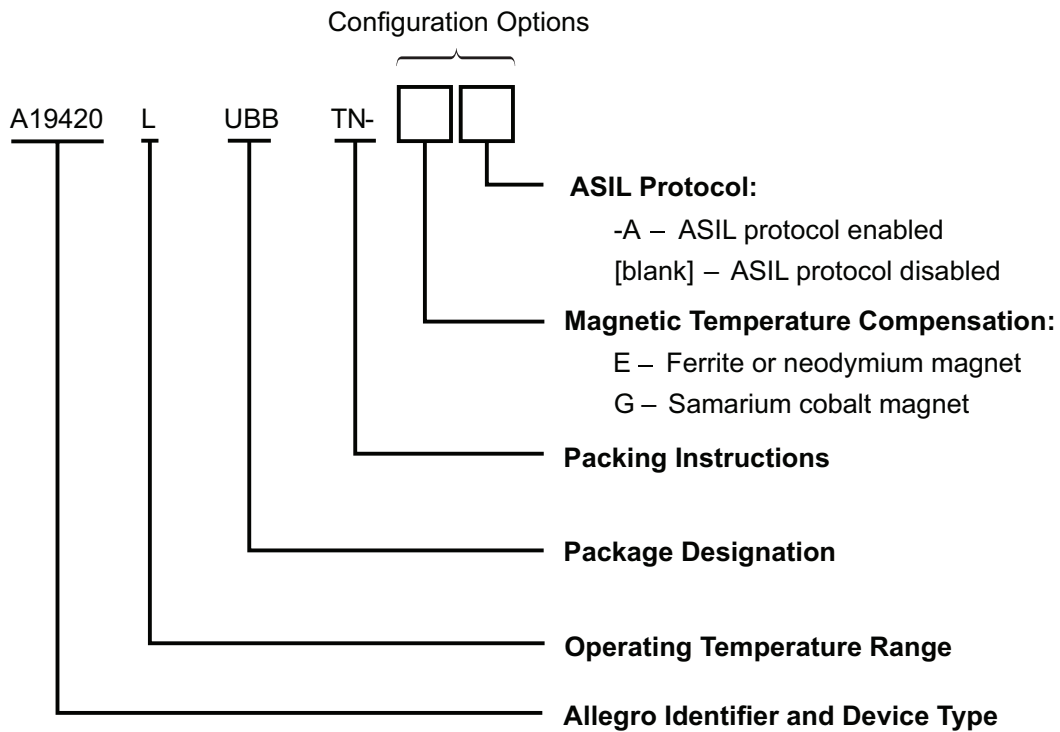 Configuration Options
A19420 L UBB TN-
ASIL Protocol:
-A – ASIL protocol enabled
[blank] – ASIL protocol disabled
Magnetic Temperature Compensation:
E – Ferrite or neodymium magnet
G – Samarium cobalt magnet
Packing Instructions
Package Designation
Operating Temperature Range
Allegro Identifier and Device Type